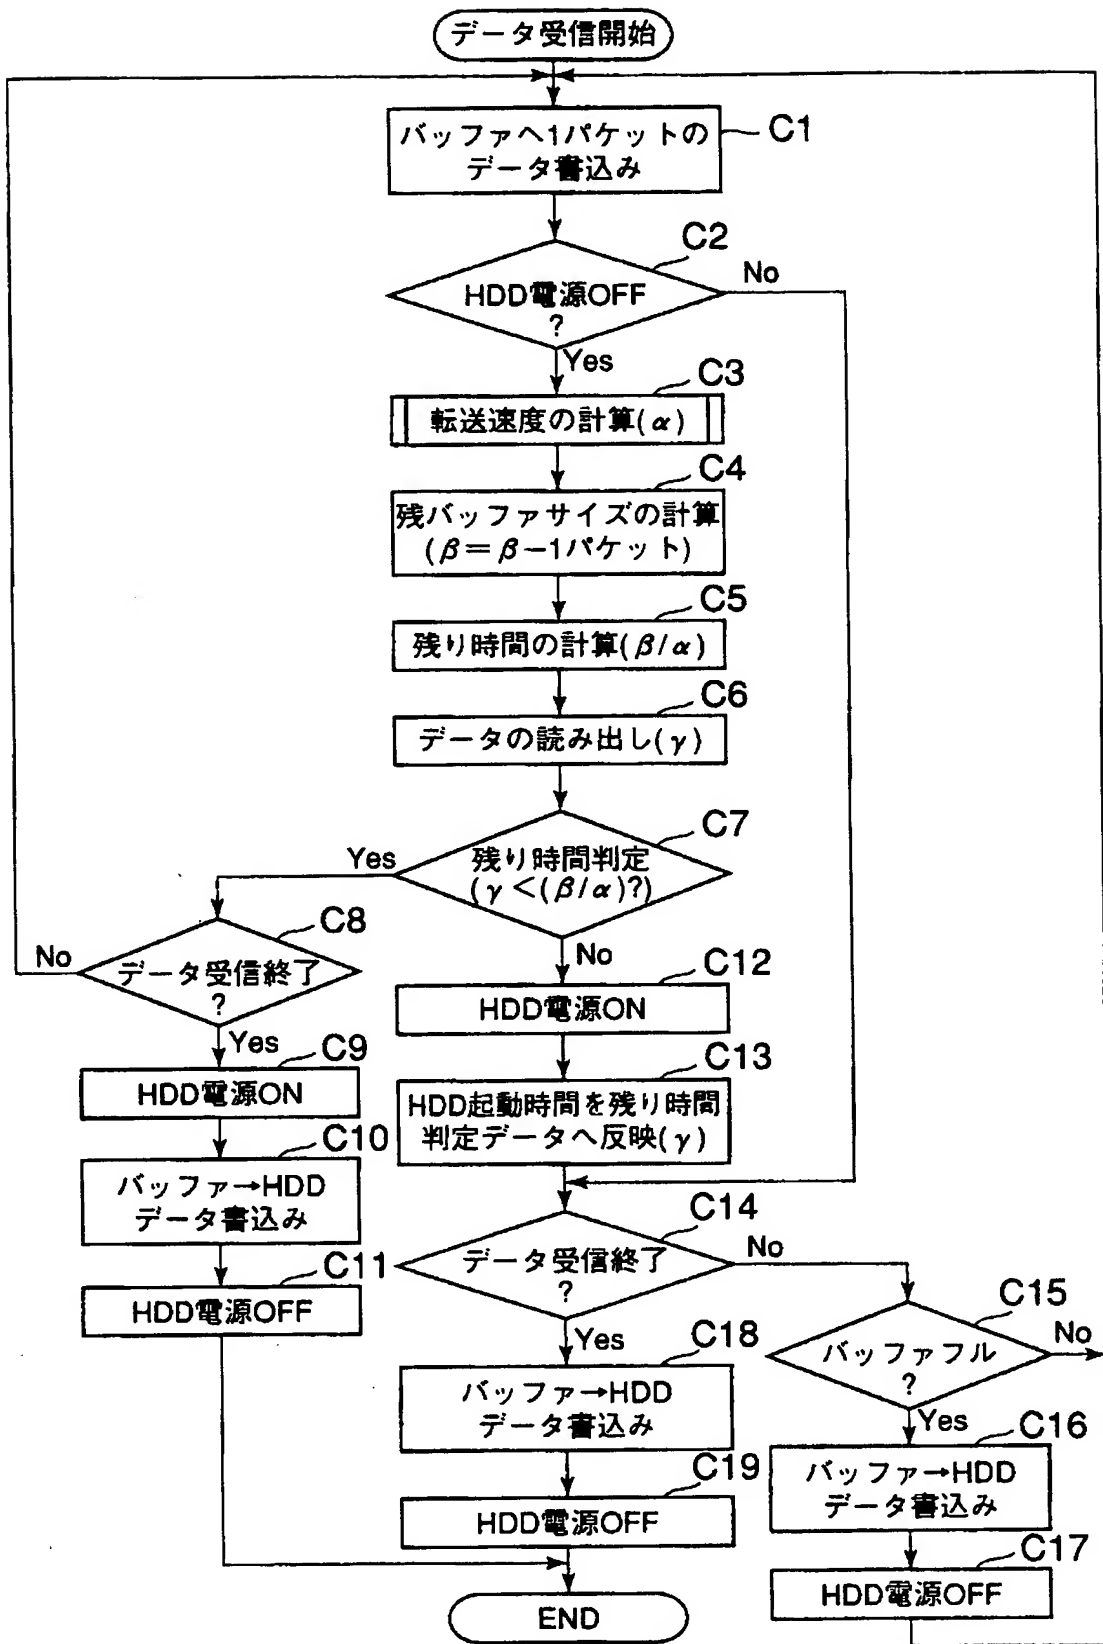 データ受信開始
C1
バッファへ1パケットの
データ書込み
C2
HDD電源OFF
?
No
Yes
C3
転送速度の計算(α)
C4
残バッファサイズの計算
(β=β−1パケット)
C5
残り時間の計算(β/α)
C6
データの読み出し(γ)
C7
残り時間判定
(γ<(β/α)?)
Yes
No
C8
データ受信終了
?
No
Yes
C9
HDD電源ON
C10
バッファ→HDD
データ書込み
C11
HDD電源OFF
C12
HDD電源ON
C13
HDD起動時間を残り時間
判定データへ反映(γ)
C14
データ受信終了
?
No
Yes
C15
バッファフル
?
No
Yes
C16
バッファ→HDD
データ書込み
C17
HDD電源OFF
C18
バッファ→HDD
データ書込み
C19
HDD電源OFF
END